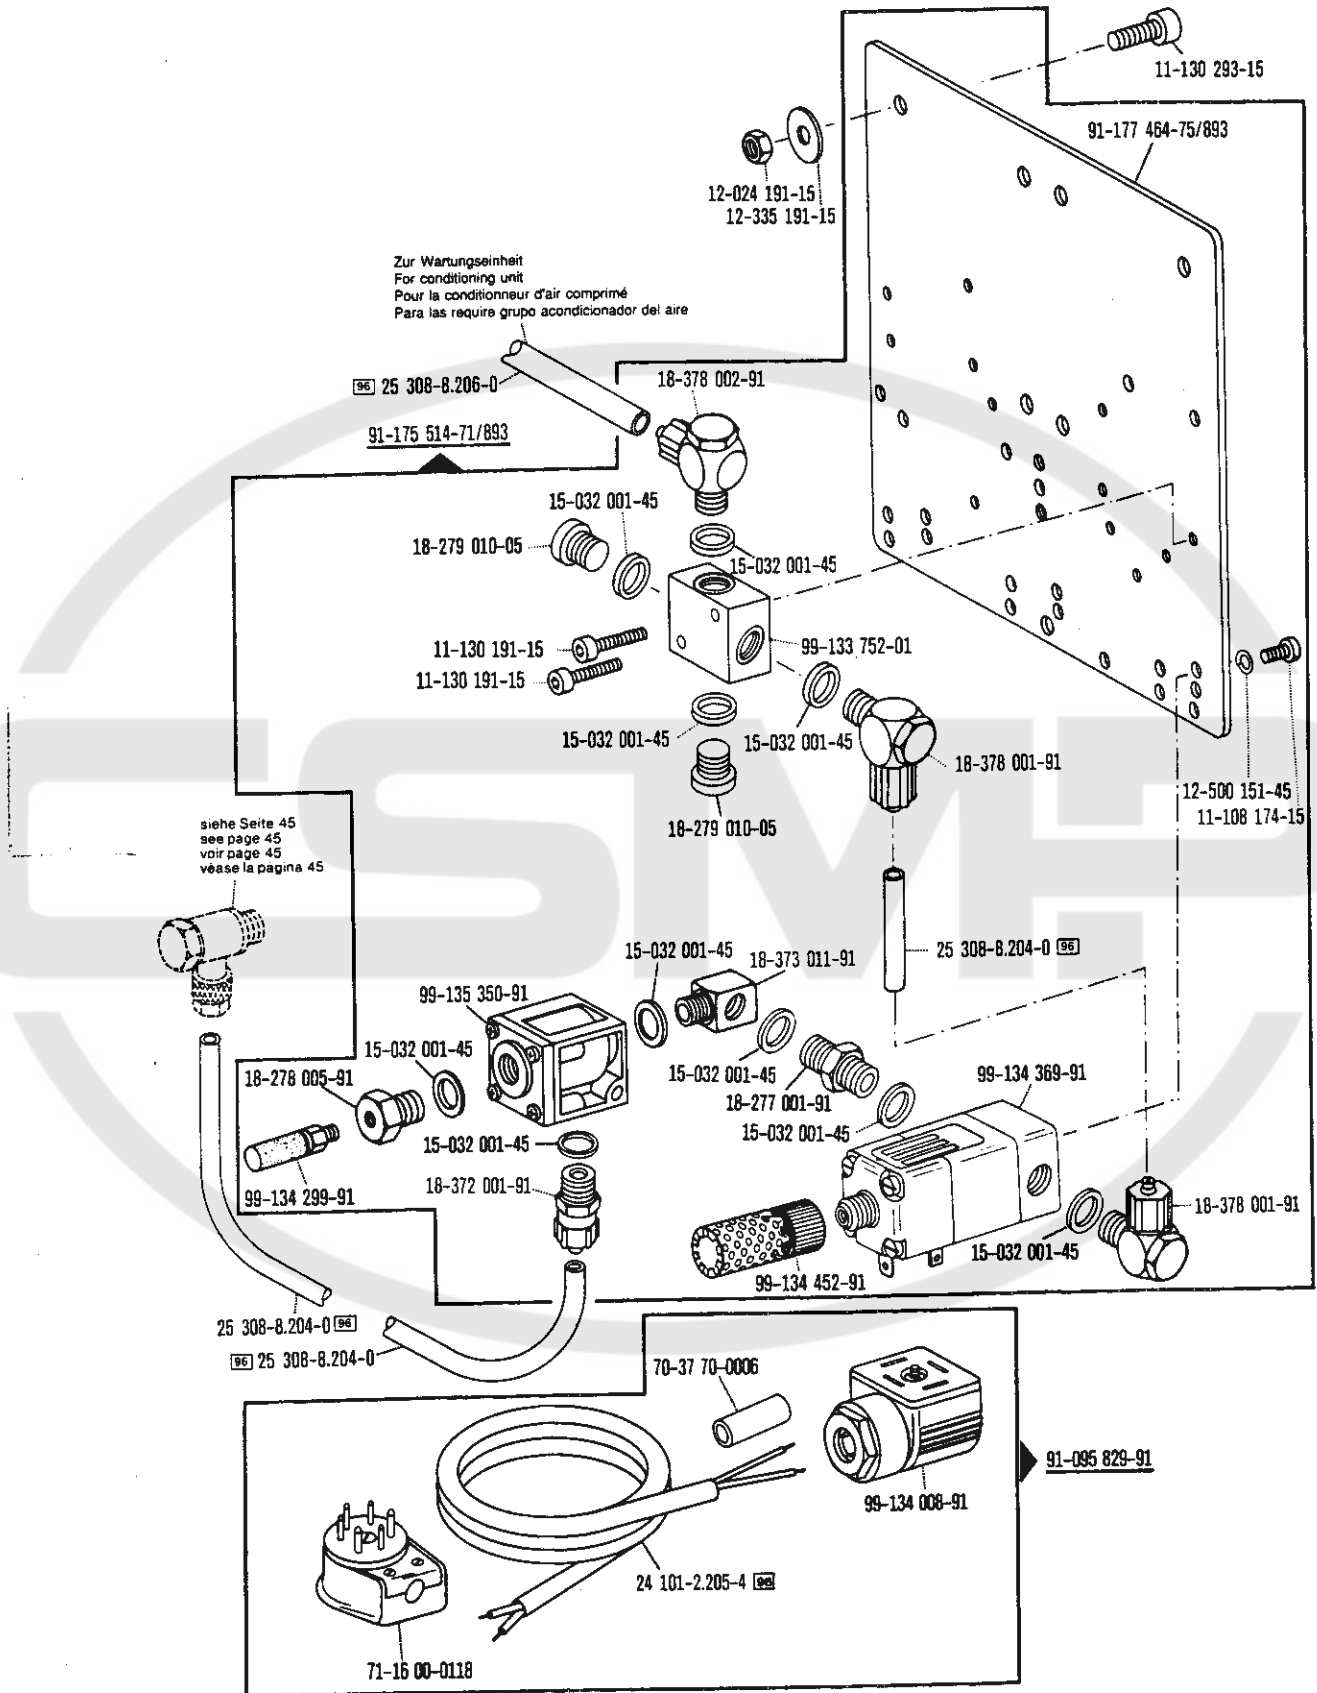 11-130 293-15
91-177 464-75/893
12-024 191-15
12-335 191-15
Zur Wartungseinheit
For conditioning unit
Pour la conditionneur d'air comprimé
Para las require grupo acondicionador del aire
96 25 308-8.206-0
18-378 002-91
91-175 514-71/893
15-032 001-45
18-279 010-05
15-032 001-45
11-130 191-15
99-133 752-01
11-130 191-15
15-032 001-45
15-032 001-45
18-378 001-91
12-500 151-45
11-108 174-15
18-279 010-05
siehe Seite 45
see page 45
voir page 45
véase la página 45
15-032 001-45
18-373 011-91
25 308-8.204-0 96
99-135 350-91
15-032 001-45
18-278 005-91
15-032 001-45
18-277 001-91
99-134 369-91
15-032 001-45
15-032 001-45
18-372 001-91
99-134 299-91
18-378 001-91
15-032 001-45
99-134 452-91
25 308-8.204-0 96
96 25 308-8.204-0
70-37 70-0006
91-095 829-91
99-134 008-91
24 101-2.205-4 96
71-16 00-0118
CSMP